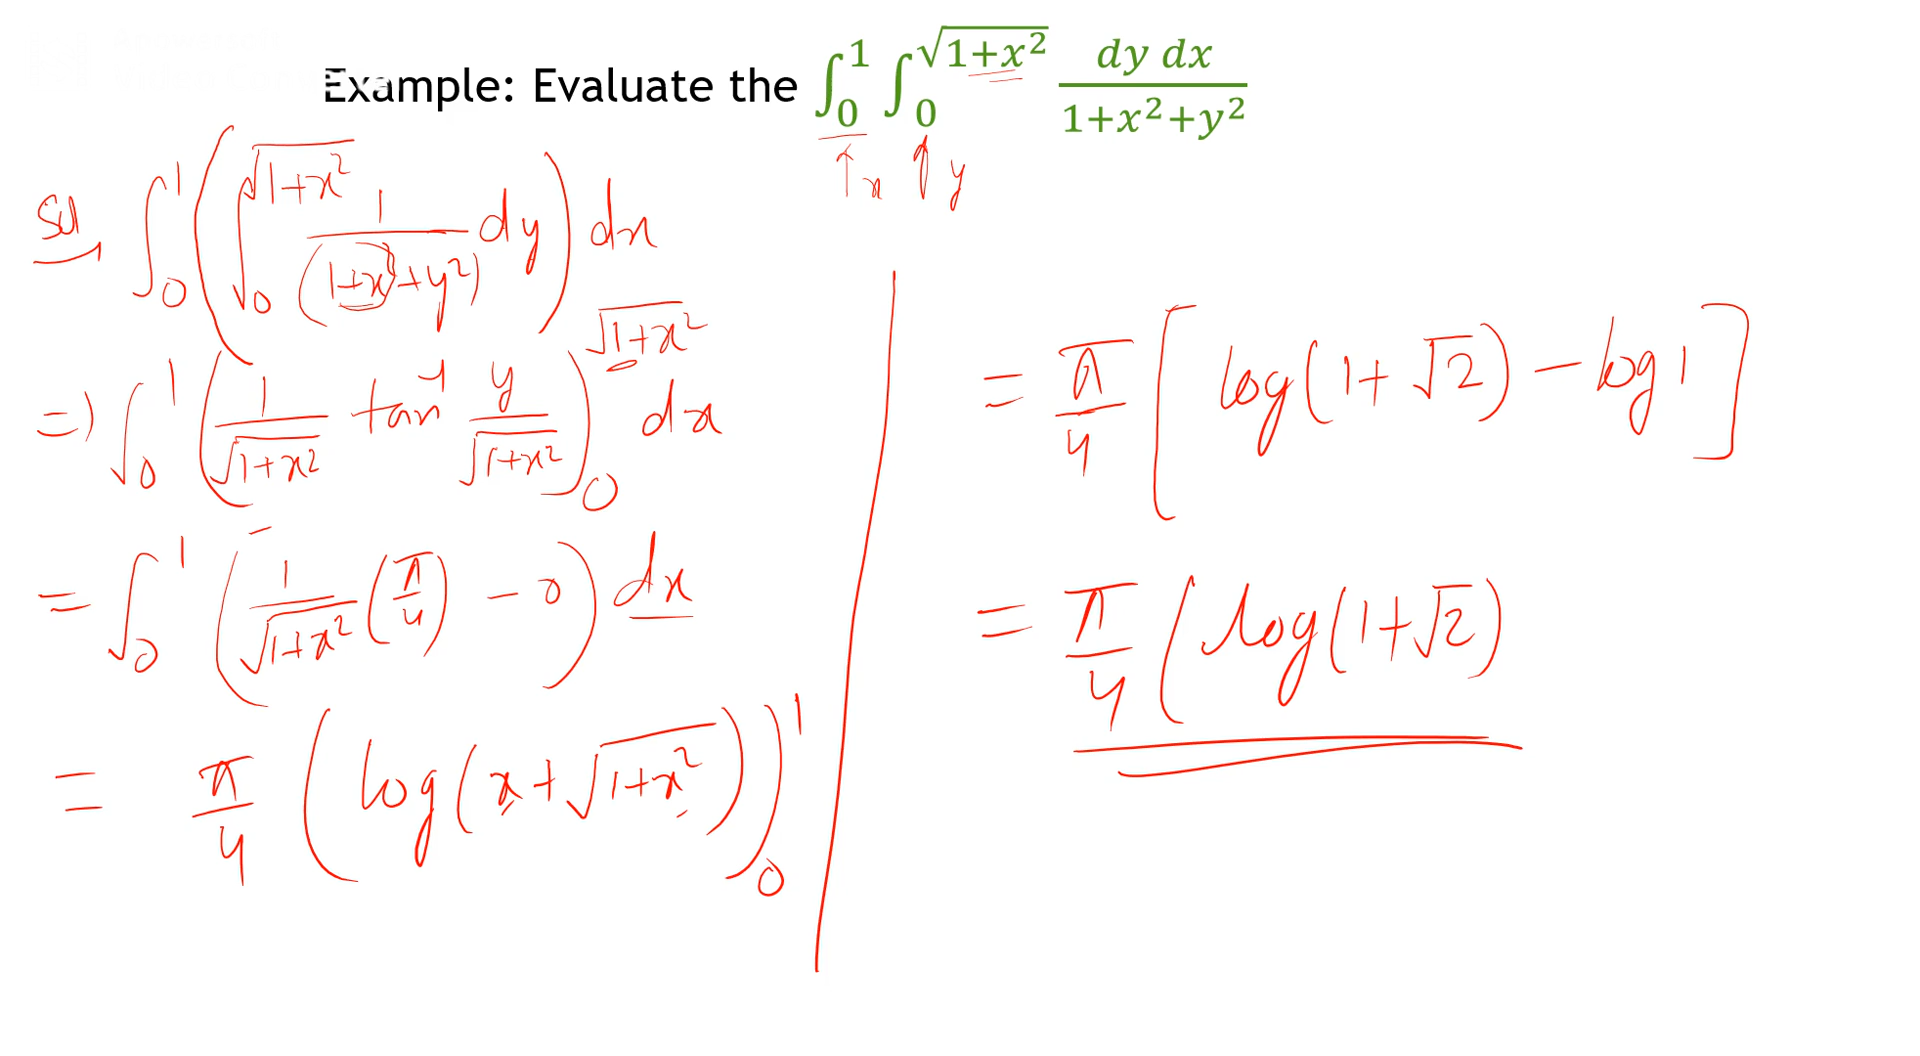 Example: Evaluate the ∫₀¹ ∫₀^√(1+x²) dy dx / (1+x²+y²)
↑x ↑y
Sol ∫₀¹ ( ∫₀^√(1+x²) 1/((1+x²)+y²) dy ) dx
=) ∫₀¹ ( 1/√(1+x²) tan⁻¹ y/√(1+x²) )₀^√(1+x²) dx
= ∫₀¹ ( 1/√(1+x²) (π/4) - 0 ) dx
= π/4 ( log(x+√(1+x²)) )₀¹
= π/4 [ log(1+√2) - log 1 ]
= π/4 ( log(1+√2)